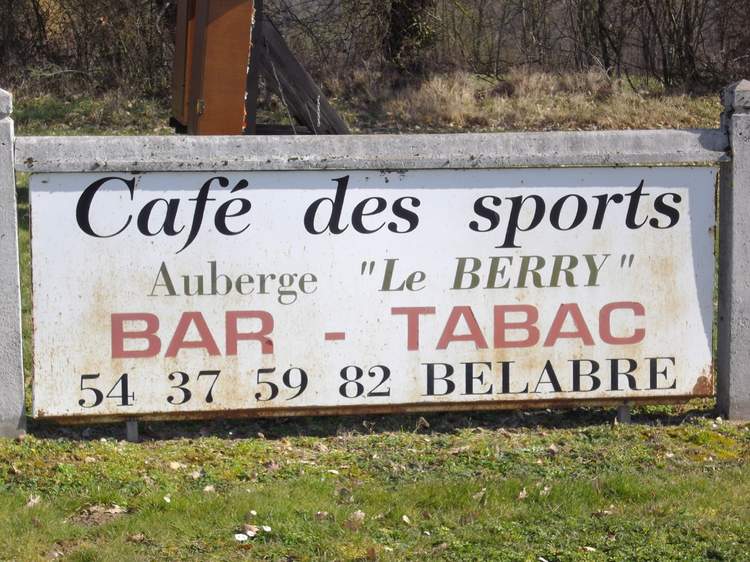 Café des sports
Auberge "Le BERRY"
BAR - TABAC
54 37 59 82 BELABRE